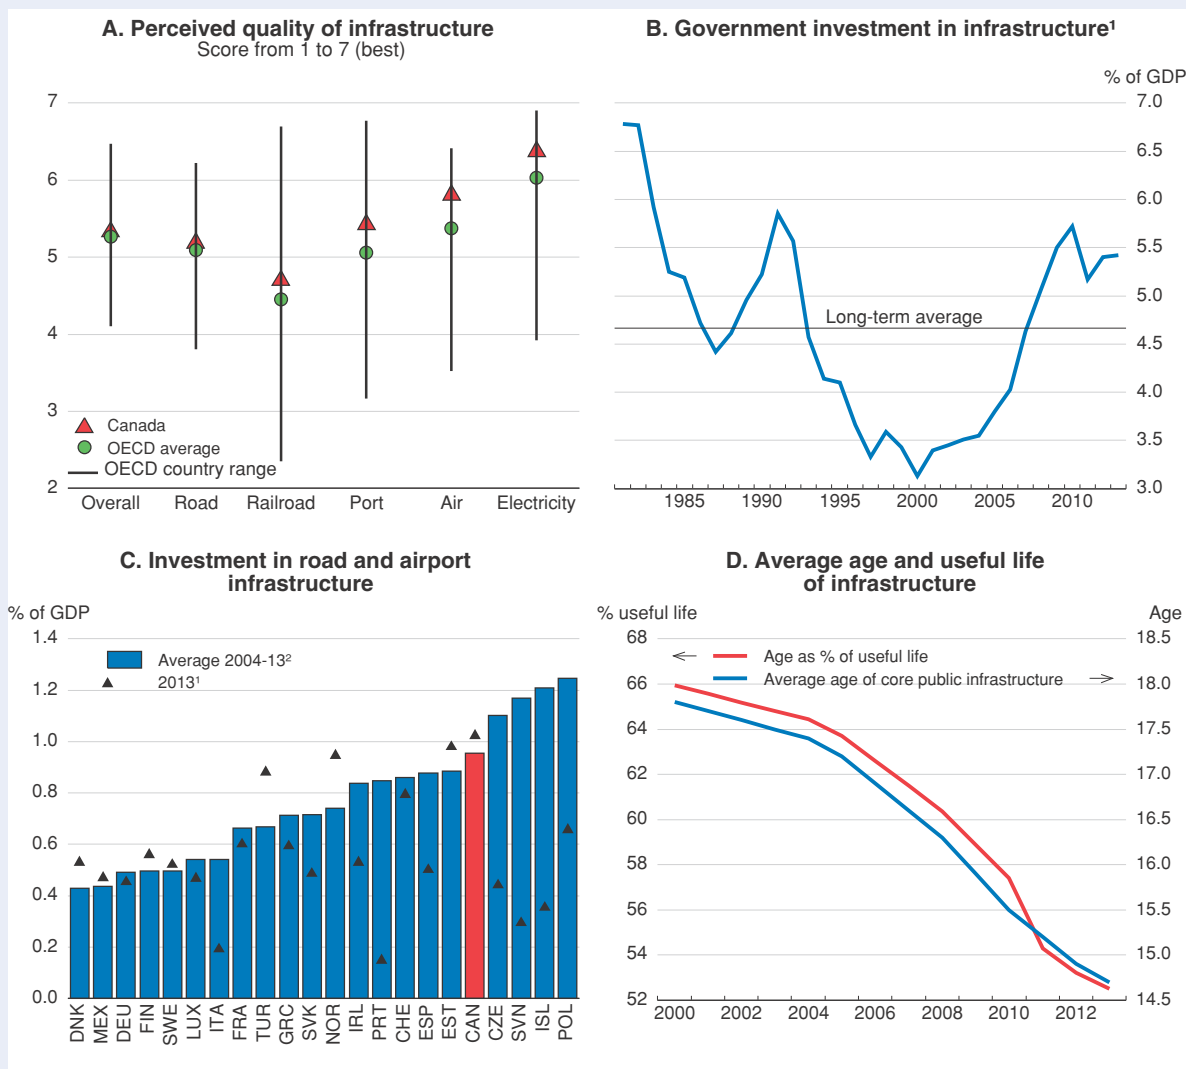 A. Perceived quality of infrastructure
Score from 1 to 7 (best)
7
6
5
4
3
2
Canada
OECD average
OECD country range
Overall Road Railroad Port Air Electricity
B. Government investment in infrastructure¹
% of GDP
7.0
6.5
6.0
5.5
5.0
4.5
4.0
3.5
3.0
Long-term average
1985 1990 1995 2000 2005 2010
C. Investment in road and airport
infrastructure
% of GDP
1.4
1.2
1.0
0.8
0.6
0.4
0.2
0.0
Average 2004-13²
2013¹
DNK MEX DEU FIN SWE LUX ITA FRA TUR GRC SVK NOR IRL PRT CHE ESP EST CAN CZE SVN ISL POL
D. Average age and useful life
of infrastructure
% useful life Age
68 18.5
66 18.0
64 17.5
62 17.0
60 16.5
58 16.0
56 15.5
54 15.0
52 14.5
Age as % of useful life
Average age of core public infrastructure
2000 2002 2004 2006 2008 2010 2012